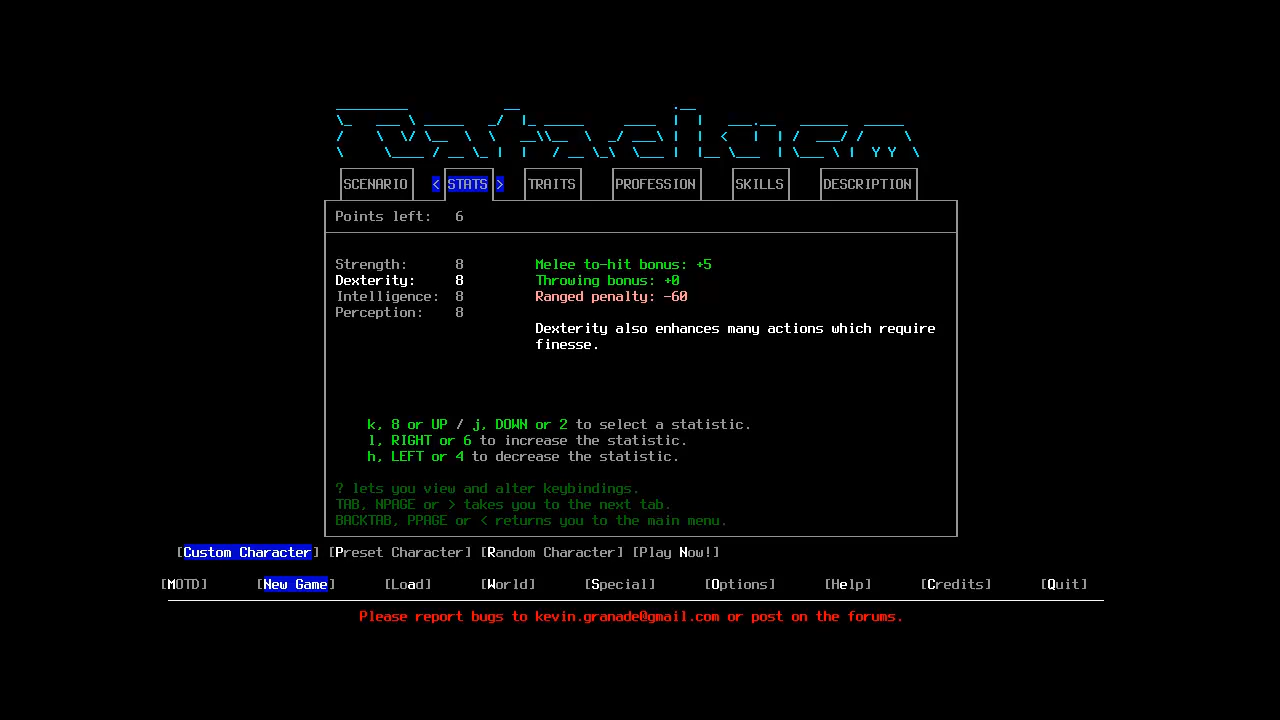 SCENARIO < STATS > TRAITS PROFESSION SKILLS DESCRIPTION
Points left: 6
Strength: 8 Melee to-hit bonus: +5
Dexterity: 8 Throwing bonus: +0
Intelligence: 8 Ranged penalty: -60
Perception: 8
Dexterity also enhances many actions which require
finesse.
k, 8 or UP / j, DOWN or 2 to select a statistic.
l, RIGHT or 6 to increase the statistic.
h, LEFT or 4 to decrease the statistic.
? lets you view and alter keybindings.
TAB, NPAGE or > takes you to the next tab.
BACKTAB, PPAGE or < returns you to the main menu.
[Custom Character] [Preset Character] [Random Character] [Play Now!]
[MOTD] [New Game] [Load] [World] [Special] [Options] [Help] [Credits] [Quit]
Please report bugs to kevin.granade@gmail.com or post on the forums.